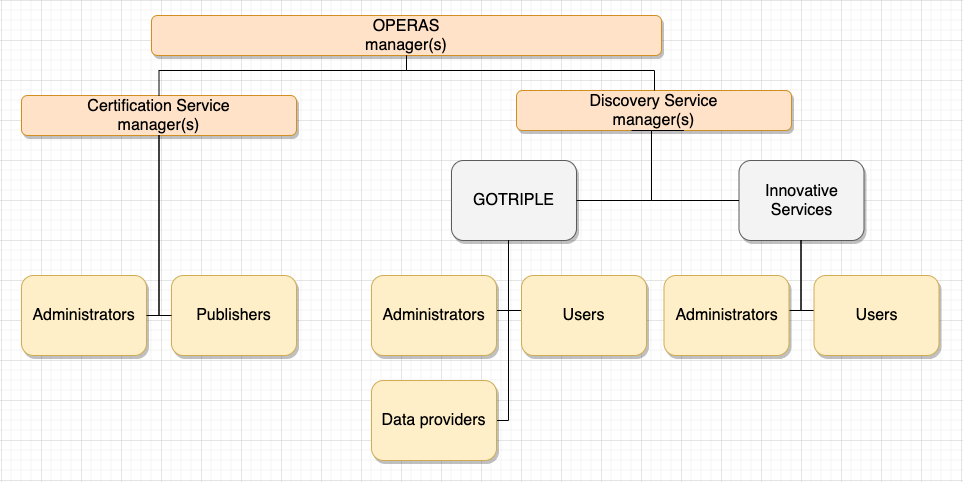 OPERAS
manager(s)
Certification Service
manager(s)
Discovery Service
manager(s)
GOTRIPLE
Innovative
Services
Administrators
Publishers
Administrators
Users
Administrators
Users
Data providers